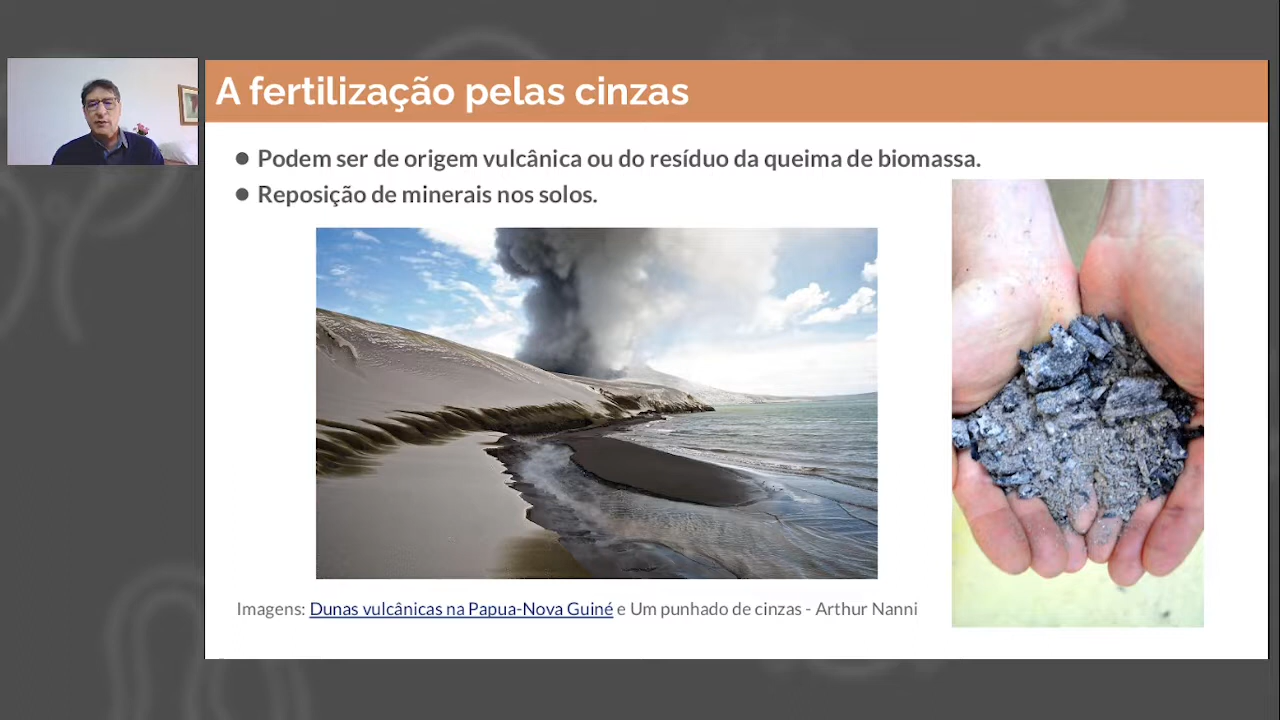 A fertilização pelas cinzas
● Podem ser de origem vulcânica ou do resíduo da queima de biomassa.
● Reposição de minerais nos solos.
Imagens: Dunas vulcânicas na Papua-Nova Guiné e Um punhado de cinzas - Arthur Nanni